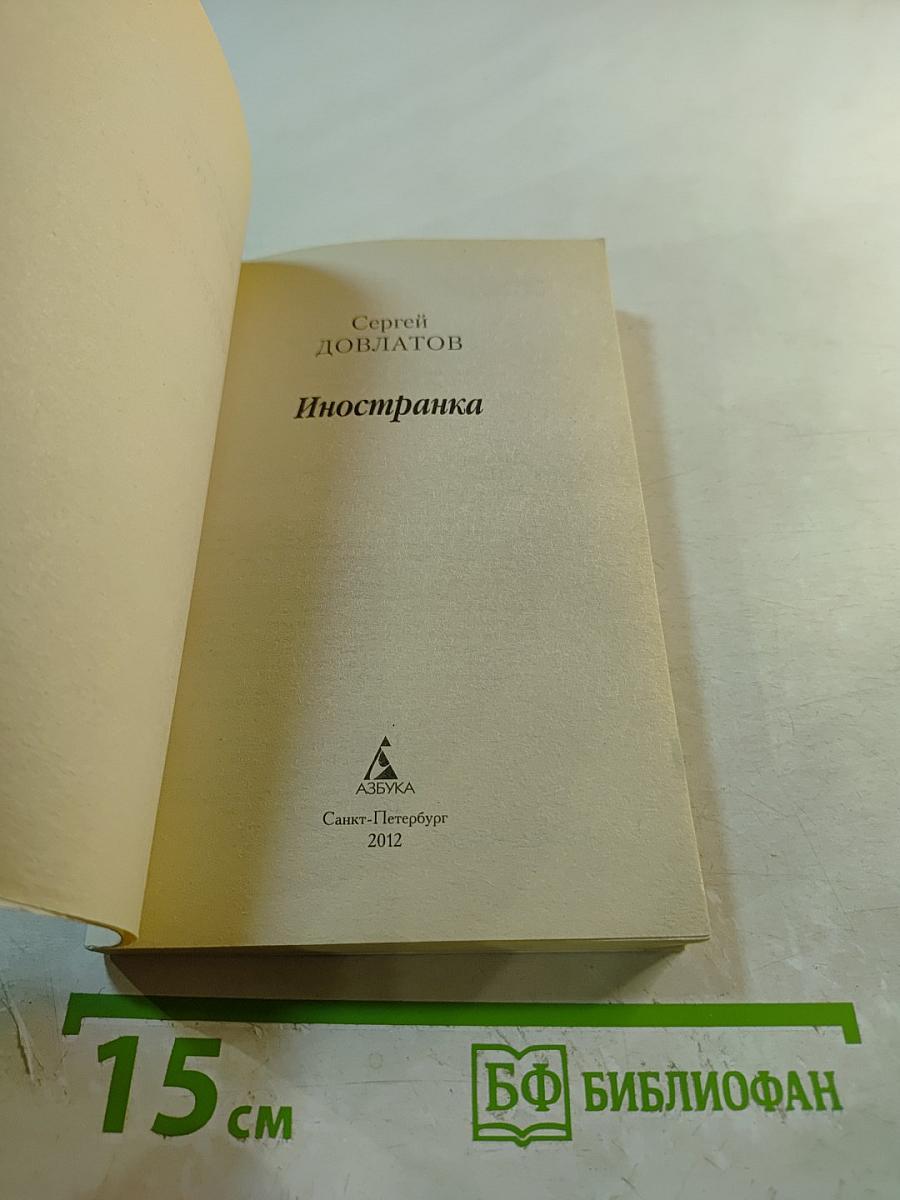 Сергей
ДОВЛАТОВ
Иностранка
АЗБУКА
Санкт-Петербург
2012
15 см
БФ БИБЛИОФАН